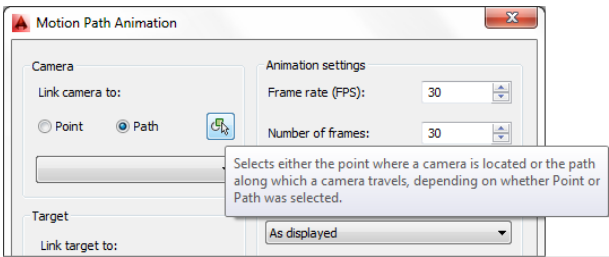 Motion Path Animation
Camera
Link camera to:
Point
Path
Animation settings
Frame rate (FPS):
30
Number of frames:
30
Selects either the point where a camera is located or the path
along which a camera travels, depending on whether Point or
Path was selected.
Target
Link target to:
As displayed